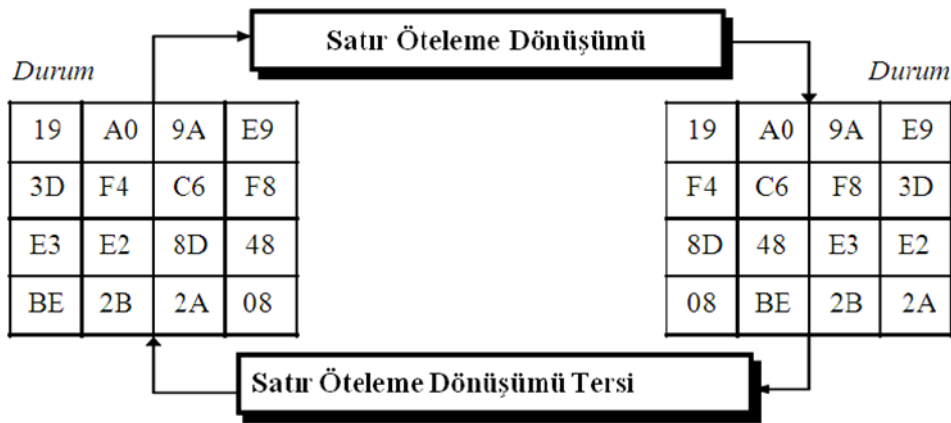 Satır Öteleme Dönüşümü
Durum
Durum
19 A0 9A E9
3D F4 C6 F8
E3 E2 8D 48
BE 2B 2A 08
19 A0 9A E9
F4 C6 F8 3D
8D 48 E3 E2
08 BE 2B 2A
Satır Öteleme Dönüşümü Tersi